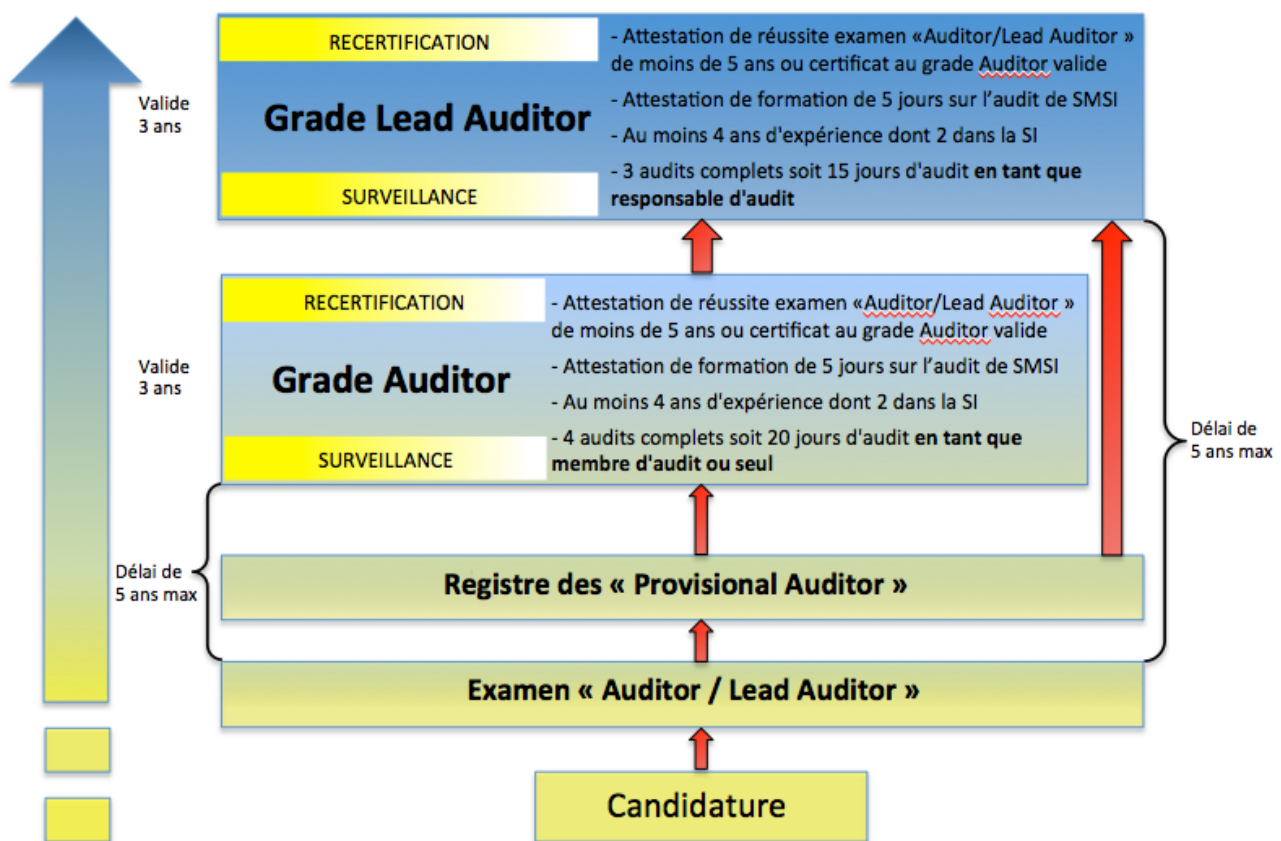 RECERTIFICATION
- Attestation de réussite examen «Auditor/Lead Auditor »
de moins de 5 ans ou certificat au grade Auditor valide
Valide
3 ans
Grade Lead Auditor
- Attestation de formation de 5 jours sur l'audit de SMSI
- Au moins 4 ans d'expérience dont 2 dans la SI
- 3 audits complets soit 15 jours d'audit en tant que
responsable d'audit
SURVEILLANCE
RECERTIFICATION
- Attestation de réussite examen «Auditor/Lead Auditor »
de moins de 5 ans ou certificat au grade Auditor valide
Valide
3 ans
Grade Auditor
- Attestation de formation de 5 jours sur l'audit de SMSI
- Au moins 4 ans d'expérience dont 2 dans la SI
- 4 audits complets soit 20 jours d'audit en tant que
membre d'audit ou seul
SURVEILLANCE
Délai de
5 ans max
Délai de
5 ans max
Registre des « Provisional Auditor »
Examen « Auditor / Lead Auditor »
Candidature